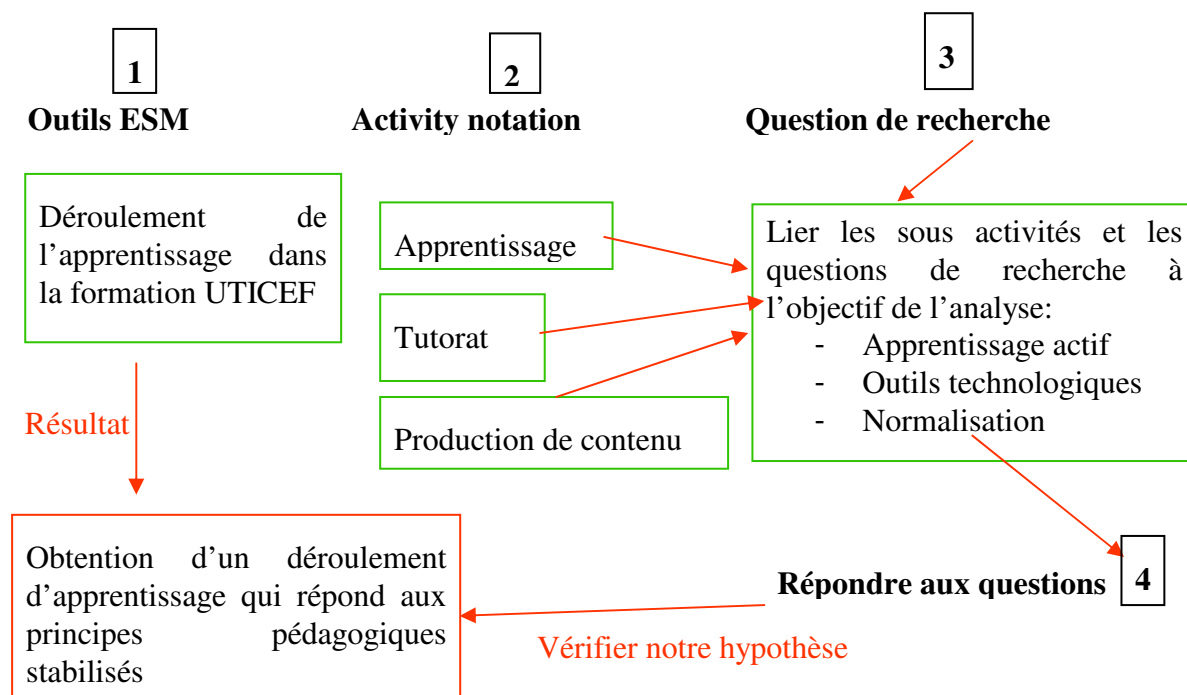 1
Outils ESM
Déroulement de
l’apprentissage dans
la formation UTICEF
Résultat
Obtention d’un déroulement
d’apprentissage qui répond aux
principes pédagogiques
stabilisés
2
Activity notation
Apprentissage
Tutorat
Production de contenu
3
Question de recherche
Lier les sous activités et les
questions de recherche à
l’objectif de l’analyse:
- Apprentissage actif
- Outils technologiques
- Normalisation
Répondre aux questions 4
Vérifier notre hypothèse